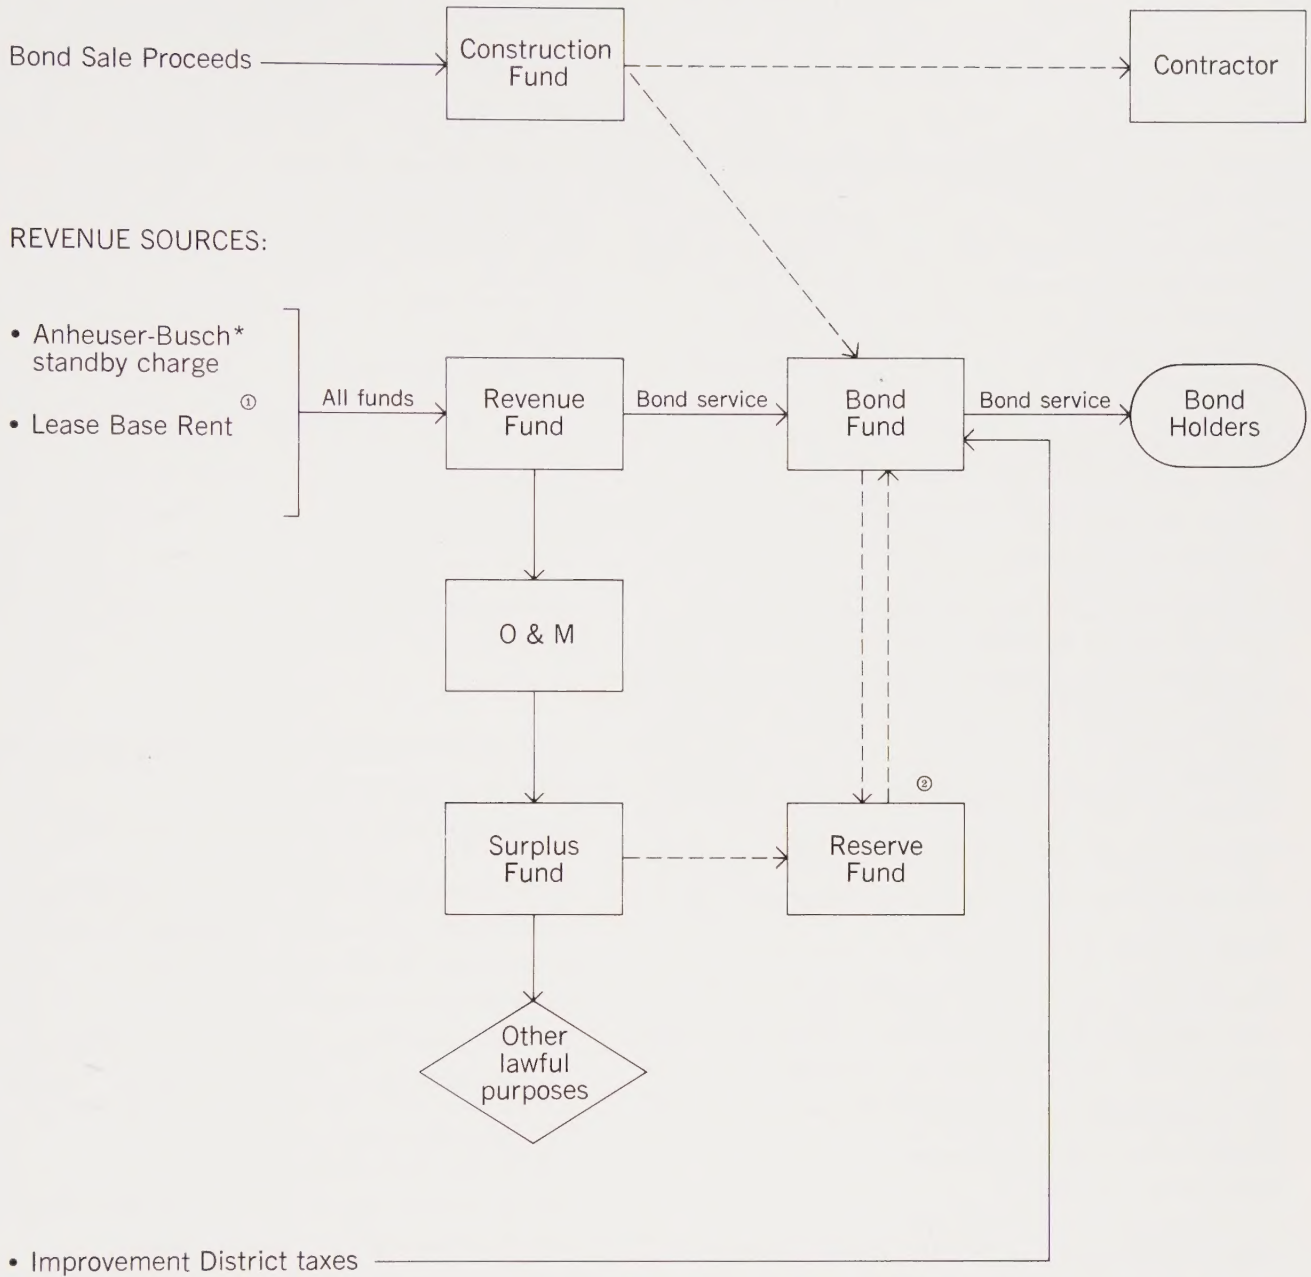 Bond Sale Proceeds
Construction
Fund
Contractor
REVENUE SOURCES:
• Anheuser-Busch*
standby charge
• Lease Base Rent ①
All funds
Revenue
Fund
Bond service
Bond
Fund
Bond service
Bond
Holders
O & M
Surplus
Fund
②
Reserve
Fund
Other
lawful
purposes
• Improvement District taxes